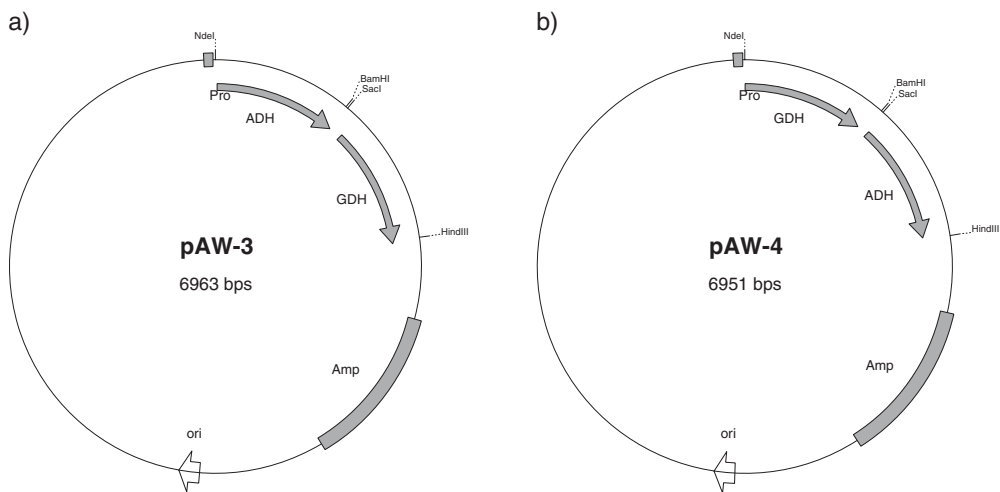 a)
NdeI
BamHI
SacI
Pro
ADH
GDH
HindIII
pAW-3
6963 bps
Amp
ori
b)
NdeI
BamHI
SacI
Pro
GDH
ADH
HindIII
pAW-4
6951 bps
Amp
ori